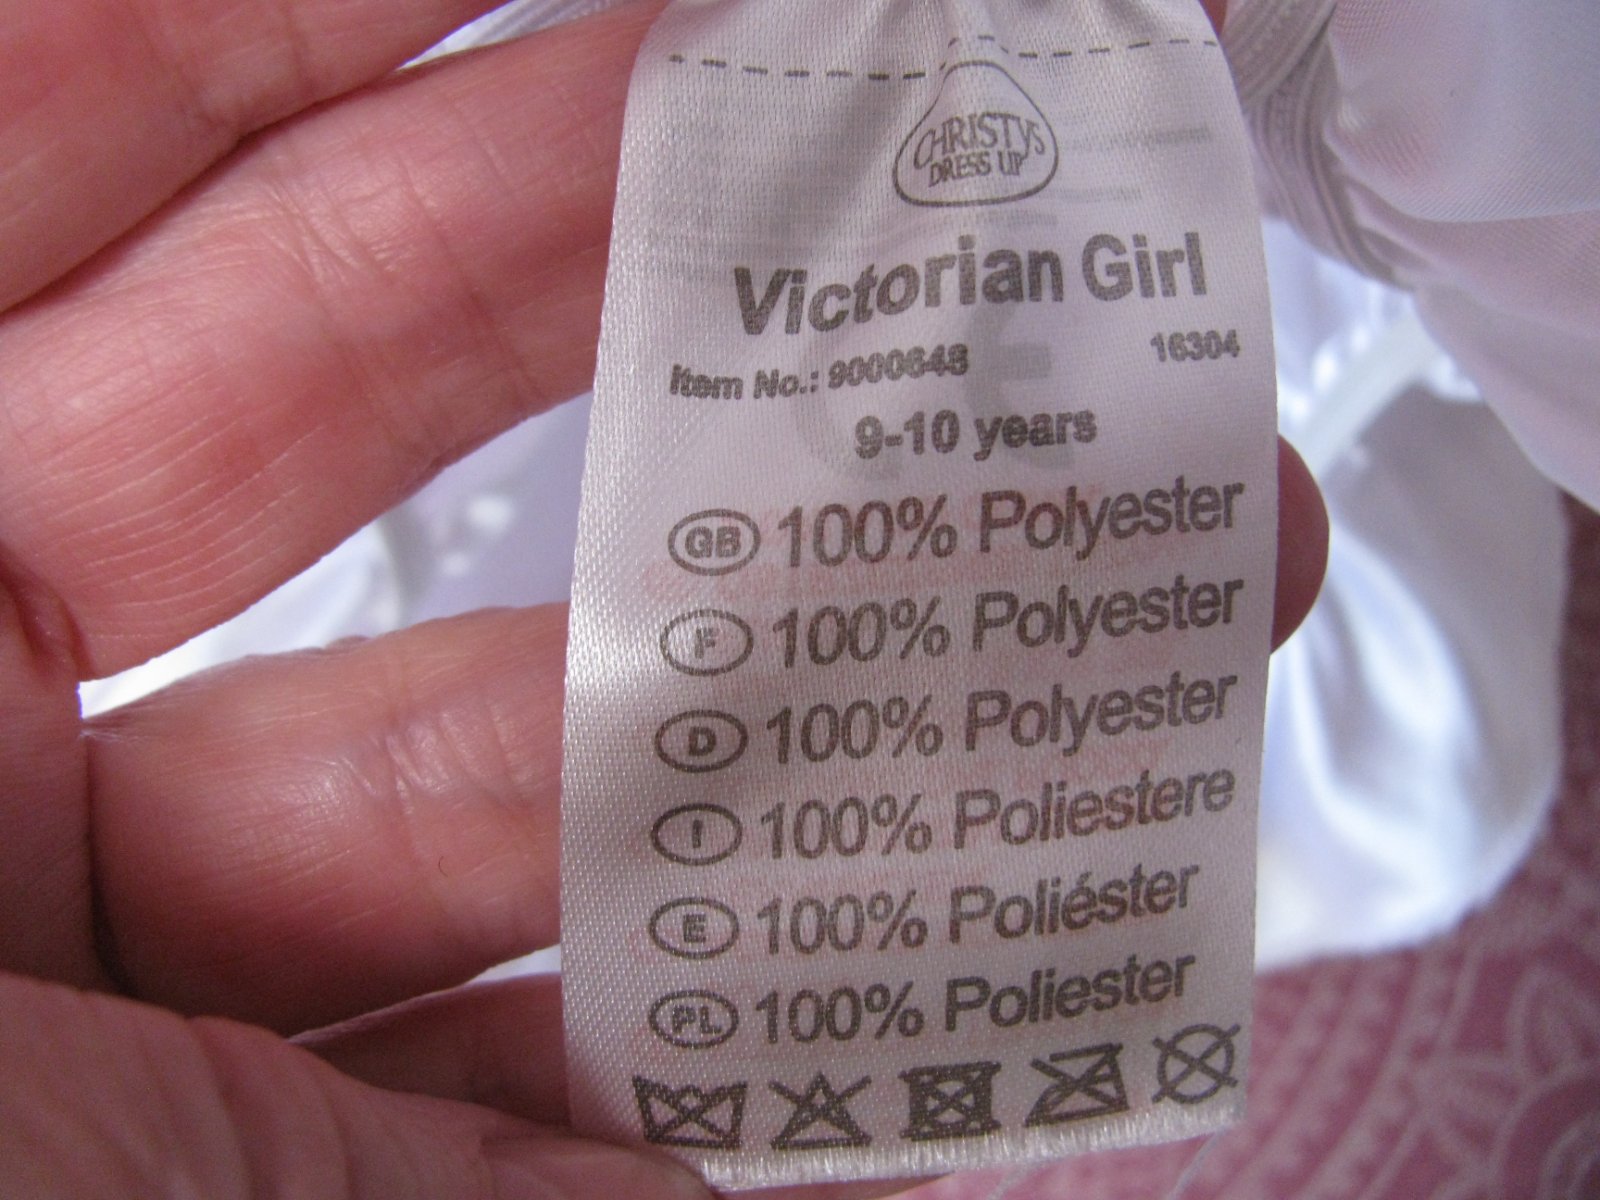 CHRISTYS
DRESS UP
Victorian Girl
Item No.: 9000648 16304
9-10 years
GB 100% Polyester
F 100% Polyester
D 100% Polyester
I 100% Poliestere
E 100% Poliéster
PL 100% Poliester